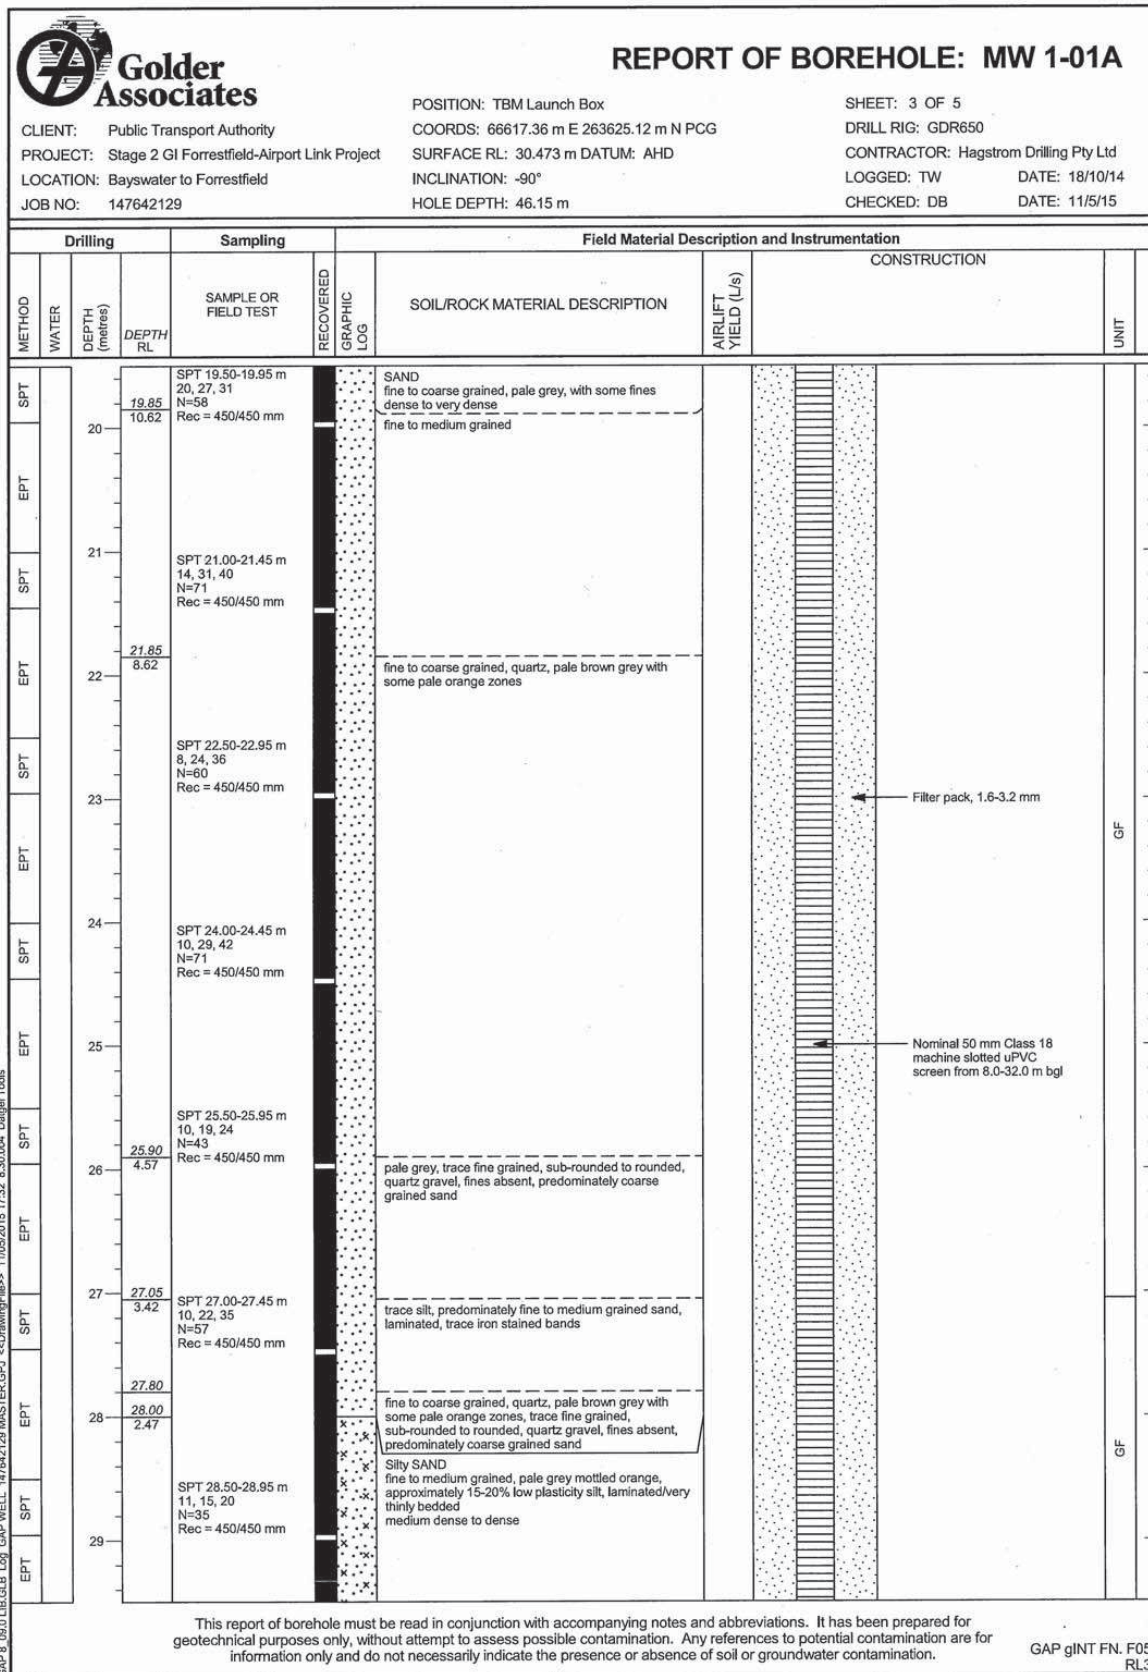 Golder
Associates
REPORT OF BOREHOLE: MW 1-01A
CLIENT: Public Transport Authority
PROJECT: Stage 2 GI Forrestfield-Airport Link Project
LOCATION: Bayswater to Forrestfield
JOB NO: 147642129
POSITION: TBM Launch Box
COORDS: 66617.36 m E 263625.12 m N PCG
SURFACE RL: 30.473 m DATUM: AHD
INCLINATION: -90°
HOLE DEPTH: 46.15 m
SHEET: 3 OF 5
DRILL RIG: GDR650
CONTRACTOR: Hagstrom Drilling Pty Ltd
LOGGED: TW DATE: 18/10/14
CHECKED: DB DATE: 11/5/15
Drilling Sampling Field Material Description and Instrumentation
METHOD
WATER
DEPTH
(metres)
DEPTH
RL
SAMPLE OR
FIELD TEST
RECOVERED
GRAPHIC
LOG
SOIL/ROCK MATERIAL DESCRIPTION
AIRLIFT
YIELD (L/s)
CONSTRUCTION
UNIT
SPT
EPT
SPT
EPT
SPT
EPT
SPT
EPT
SPT
EPT
SPT
EPT
SPT
EPT
20
21
22
23
24
25
26
27
28
29
19.85
10.62
21.85
8.62
25.90
4.57
27.05
3.42
27.80
28.00
2.47
SPT 19.50-19.95 m
20, 27, 31
N=58
Rec = 450/450 mm
SPT 21.00-21.45 m
14, 31, 40
N=71
Rec = 450/450 mm
SPT 22.50-22.95 m
8, 24, 36
N=60
Rec = 450/450 mm
SPT 24.00-24.45 m
10, 29, 42
N=71
Rec = 450/450 mm
SPT 25.50-25.95 m
10, 19, 24
N=43
Rec = 450/450 mm
SPT 27.00-27.45 m
10, 22, 35
N=57
Rec = 450/450 mm
SPT 28.50-28.95 m
11, 15, 20
N=35
Rec = 450/450 mm
SAND
fine to coarse grained, pale grey, with some fines
dense to very dense
fine to medium grained
fine to coarse grained, quartz, pale brown grey with
some pale orange zones
pale grey, trace fine grained, sub-rounded to rounded,
quartz gravel, fines absent, predominately coarse
grained sand
trace silt, predominately fine to medium grained sand,
laminated, trace iron stained bands
fine to coarse grained, quartz, pale brown grey with
some pale orange zones, trace fine grained,
sub-rounded to rounded, quartz gravel, fines absent,
predominately coarse grained sand
Silty SAND
fine to medium grained, pale grey mottled orange,
approximately 15-20% low plasticity silt, laminated/very
thinly bedded
medium dense to dense
Filter pack, 1.6-3.2 mm
Nominal 50 mm Class 18
machine slotted uPVC
screen from 8.0-32.0 m bgl
GF
GF
This report of borehole must be read in conjunction with accompanying notes and abbreviations. It has been prepared for
geotechnical purposes only, without attempt to assess possible contamination. Any references to potential contamination are for
information only and do not necessarily indicate the presence or absence of soil or groundwater contamination.
GAP gINT FN. F05
RL3